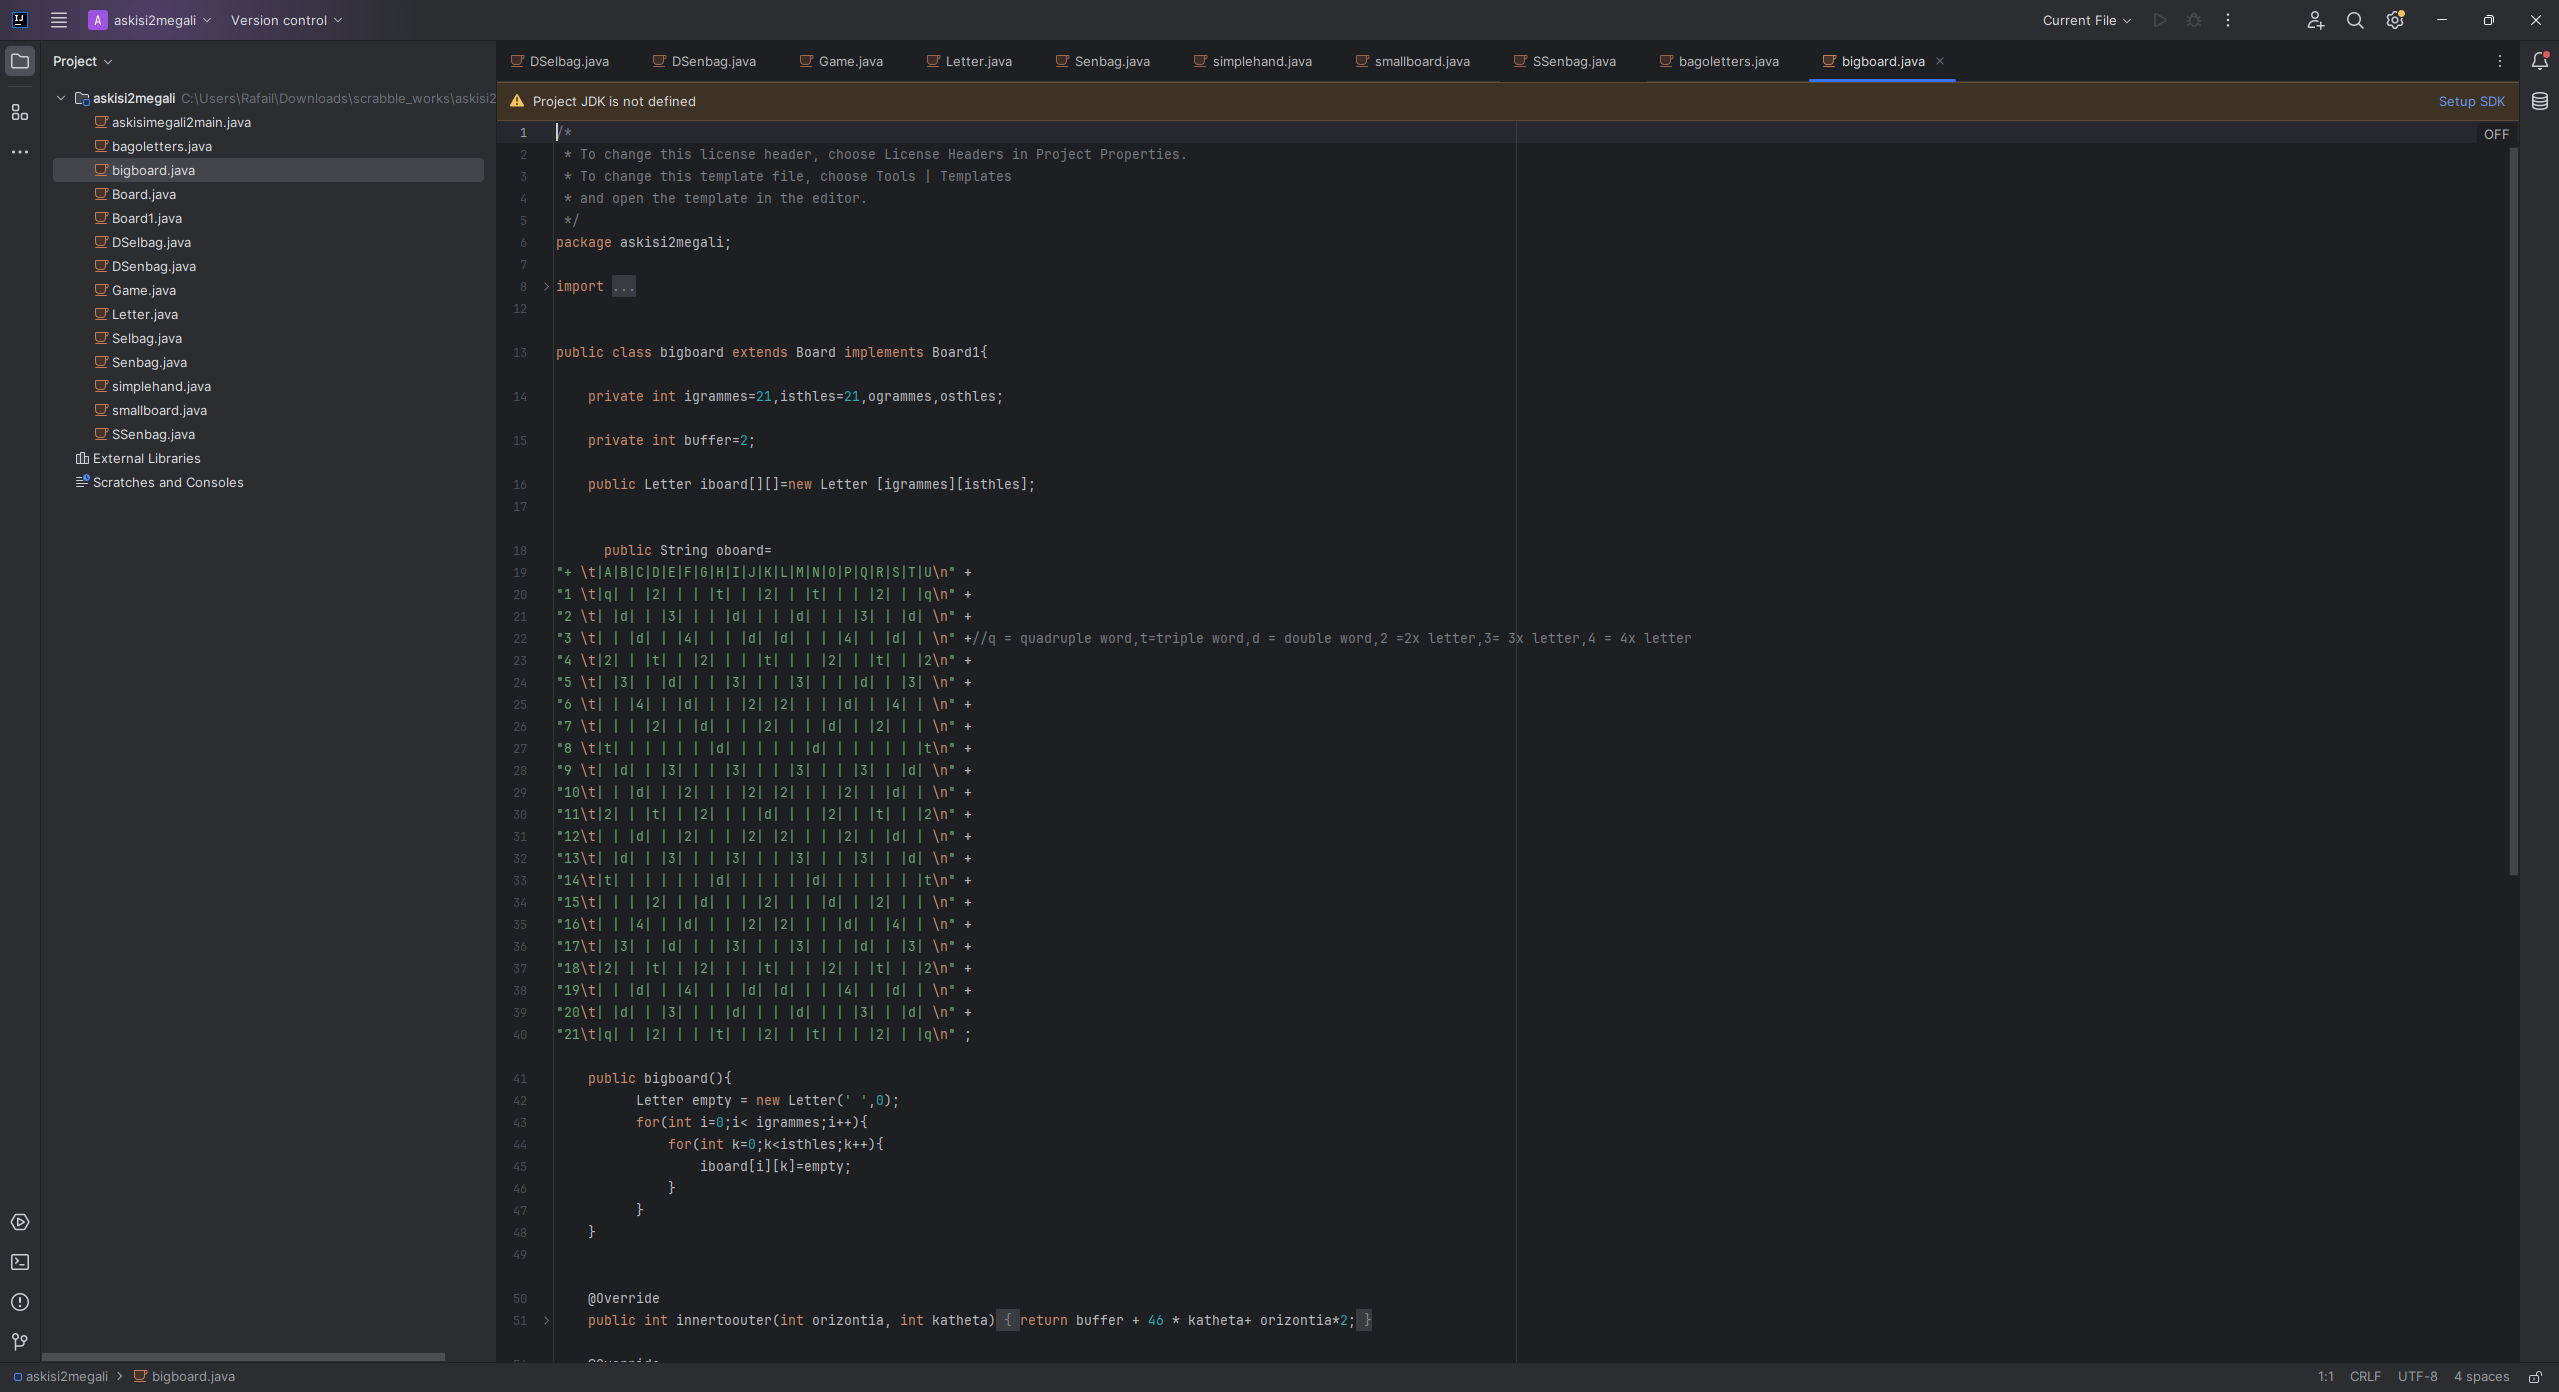 A askisi2megali Version control Current File
Project
DSelbag.java DSenbag.java Game.java Letter.java Senbag.java simplehand.java smallboard.java SSenbag.java bagoletters.java bigboard.java
Project JDK is not defined Setup SDK
OFF
askisi2megali C:\Users\Rafail\Downloads\scrabble_works\askisi2
askisimegali2main.java
bagoletters.java
bigboard.java
Board.java
Board1.java
DSelbag.java
DSenbag.java
Game.java
Letter.java
Selbag.java
Senbag.java
simplehand.java
smallboard.java
SSenbag.java
External Libraries
Scratches and Consoles
1 /*
2  * To change this license header, choose License Headers in Project Properties.
3  * To change this template file, choose Tools | Templates
4  * and open the template in the editor.
5  */
6 package askisi2megali;
7
8 import ...
12
13 public class bigboard extends Board implements Board1{
14     private int igrammes=21,isthles=21,ogrammes,osthles;
15     private int buffer=2;
16     public Letter iboard[][]=new Letter [igrammes][isthles];
17
18       public String oboard=
19 "+ \t|A|B|C|D|E|F|G|H|I|J|K|L|M|N|O|P|Q|R|S|T|U\n" +
20 "1 \t|q| | |2| | | |t| | |2| | |t| | | |2| | |q\n" +
21 "2 \t| |d| | |3| | | |d| | | |d| | | |3| | |d| \n" +
22 "3 \t| | |d| | |4| | | |d| |d| | | |4| | |d| | \n" +//q = quadruple word,t=triple word,d = double word,2 =2x letter,3= 3x letter,4 = 4x letter
23 "4 \t|2| | |t| | |2| | | |t| | | |2| | |t| | |2\n" +
24 "5 \t| |3| | |d| | | |3| | | |3| | | |d| | |3| \n" +
25 "6 \t| | |4| | |d| | | |2| |2| | | |d| | |4| | \n" +
26 "7 \t| | | |2| | |d| | | |2| | | |d| | |2| | | \n" +
27 "8 \t|t| | | | | | |d| | | | | |d| | | | | | |t\n" +
28 "9 \t| |d| | |3| | | |3| | | |3| | | |3| | |d| \n" +
29 "10\t| | |d| | |2| | | |2| |2| | | |2| | |d| | \n" +
30 "11\t|2| | |t| | |2| | | |d| | | |2| | |t| | |2\n" +
31 "12\t| | |d| | |2| | | |2| |2| | | |2| | |d| | \n" +
32 "13\t| |d| | |3| | | |3| | | |3| | | |3| | |d| \n" +
33 "14\t|t| | | | | | |d| | | | | |d| | | | | | |t\n" +
34 "15\t| | | |2| | |d| | | |2| | | |d| | |2| | | \n" +
35 "16\t| | |4| | |d| | | |2| |2| | | |d| | |4| | \n" +
36 "17\t| |3| | |d| | | |3| | | |3| | | |d| | |3| \n" +
37 "18\t|2| | |t| | |2| | | |t| | | |2| | |t| | |2\n" +
38 "19\t| | |d| | |4| | | |d| |d| | | |4| | |d| | \n" +
39 "20\t| |d| | |3| | | |d| | | |d| | | |3| | |d| \n" +
40 "21\t|q| | |2| | | |t| | |2| | |t| | | |2| | |q\n" ;
41     public bigboard(){
42           Letter empty = new Letter(' ',0);
43           for(int i=0;i< igrammes;i++){
44               for(int k=0;k<isthles;k++){
45                   iboard[i][k]=empty;
46               }
47           }
48     }
49
50     @Override
51     public int innertoouter(int orizontia, int katheta) { return buffer + 46 * katheta+ orizontia*2; }
askisi2megali > bigboard.java 1:1 CRLF UTF-8 4 spaces